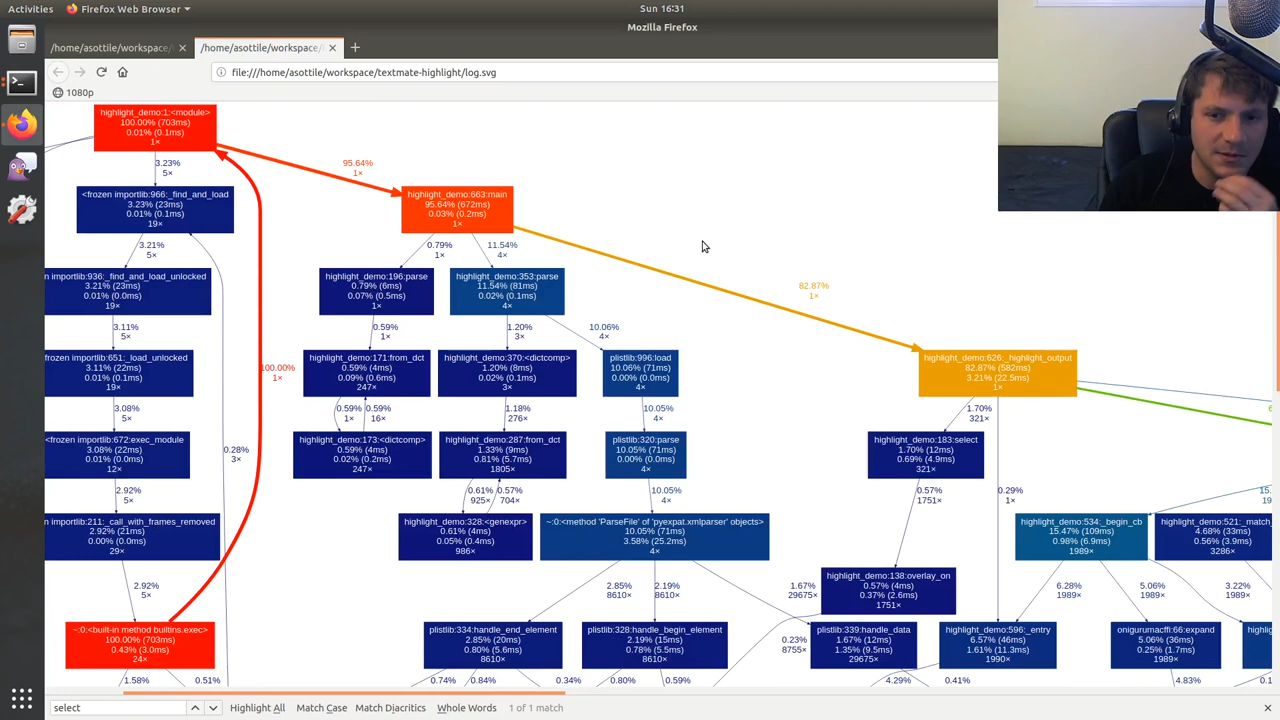 Activities
Firefox Web Browser
Sun 16:31
Mozilla Firefox
/home/asottile/workspace/
/home/asottile/workspace/
file:///home/asottile/workspace/textmate-highlight/log.svg
1080p
highlight_demo:1:<module>
100.00% (703ms)
0.01% (0.1ms)
1×
3.23%
5×
95.64%
1×
<frozen importlib:966:_find_and_load
3.23% (23ms)
0.01% (0.1ms)
19×
highlight_demo:663:main
95.64% (672ms)
0.03% (0.2ms)
1×
3.21%
5×
0.79%
1×
11.54%
4×
82.87%
1×
n importlib:936:_find_and_load_unlocked
3.21% (23ms)
0.01% (0.0ms)
19×
highlight_demo:196:parse
0.79% (6ms)
0.07% (0.5ms)
1×
highlight_demo:353:parse
11.54% (81ms)
0.02% (0.1ms)
4×
3.11%
5×
0.59%
1×
1.20%
3×
10.06%
4×
frozen importlib:651:_load_unlocked
3.11% (22ms)
0.01% (0.1ms)
19×
100.00%
1×
highlight_demo:171:from_dct
0.59% (4ms)
0.09% (0.6ms)
247×
highlight_demo:370:<dictcomp>
1.20% (8ms)
0.02% (0.1ms)
3×
plistlib:996:load
10.06% (71ms)
0.00% (0.0ms)
4×
highlight_demo:626:_highlight_output
82.87% (582ms)
3.21% (22.5ms)
1×
3.08%
5×
0.59%
1×
0.59%
16×
1.18%
276×
10.05%
4×
1.70%
321×
<frozen importlib:672:exec_module
3.08% (22ms)
0.01% (0.0ms)
12×
0.28%
3×
highlight_demo:173:<dictcomp>
0.59% (4ms)
0.02% (0.2ms)
247×
highlight_demo:287:from_dct
1.33% (9ms)
0.81% (5.7ms)
1805×
plistlib:320:parse
10.05% (71ms)
0.00% (0.0ms)
4×
highlight_demo:183:select
1.70% (12ms)
0.69% (4.9ms)
321×
2.92%
5×
0.61%
925×
0.57%
704×
10.05%
4×
0.57%
1751×
0.29%
1×
n importlib:211:_call_with_frames_removed
2.92% (21ms)
0.00% (0.0ms)
29×
highlight_demo:328:<genexpr>
0.61% (4ms)
0.05% (0.4ms)
986×
~:0:<method 'ParseFile' of 'pyexpat.xmlparser' objects>
10.05% (71ms)
3.58% (25.2ms)
4×
highlight_demo:534:_begin_cb
15.47% (109ms)
0.98% (6.9ms)
1989×
highlight_demo:521:_match_
4.68% (33ms)
0.56% (3.9ms)
3286×
2.92%
5×
2.85%
8610×
2.19%
8610×
1.67%
29675×
highlight_demo:138:overlay_on
0.57% (4ms)
0.37% (2.6ms)
1751×
6.28%
1989×
5.06%
1989×
3.22%
1989×
~:0:<built-in method builtins.exec>
100.00% (703ms)
0.43% (3.0ms)
24×
plistlib:334:handle_end_element
2.85% (20ms)
0.80% (5.6ms)
8610×
plistlib:328:handle_begin_element
2.19% (15ms)
0.78% (5.5ms)
8610×
0.23%
8755×
plistlib:339:handle_data
1.67% (12ms)
1.35% (9.5ms)
29675×
highlight_demo:596:_entry
6.57% (46ms)
1.61% (11.3ms)
1990×
onigurumacffi:66:expand
5.06% (36ms)
0.25% (1.7ms)
1989×
highlig
1.58%
0.51%
0.74%
0.84%
0.34%
0.80%
0.59%
4.29%
0.41%
4.83%
select
Highlight All
Match Case
Match Diacritics
Whole Words
1 of 1 match